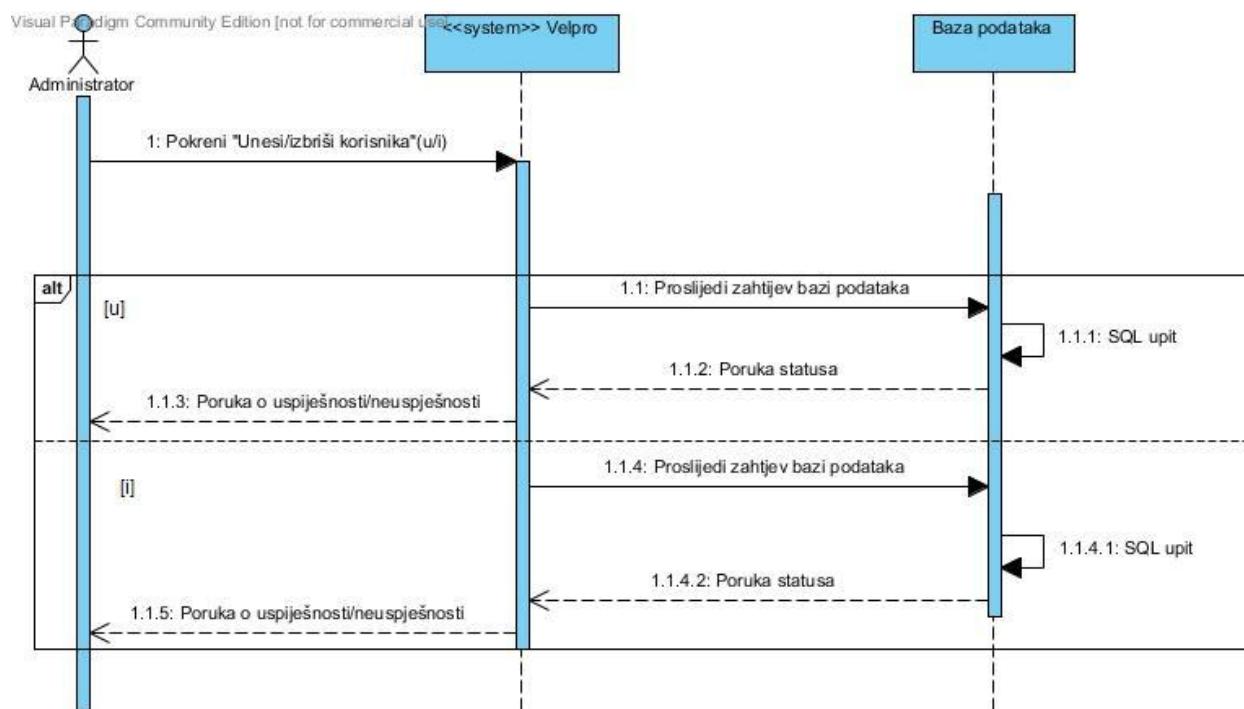 Visual Paradigm Community Edition [not for commercial use]
<<system>> Velpro
Baza podataka
Administrator
1: Pokreni "Unesi/izbriši korisnika"(u/i)
alt
[u]
1.1: Proslijedi zahtijev bazi podataka
1.1.1: SQL upit
1.1.2: Poruka statusa
1.1.3: Poruka o uspiješnosti/neuspješnosti
[i]
1.1.4: Proslijedi zahtjev bazi podataka
1.1.4.1: SQL upit
1.1.4.2: Poruka statusa
1.1.5: Poruka o uspiješnosti/neuspješnosti